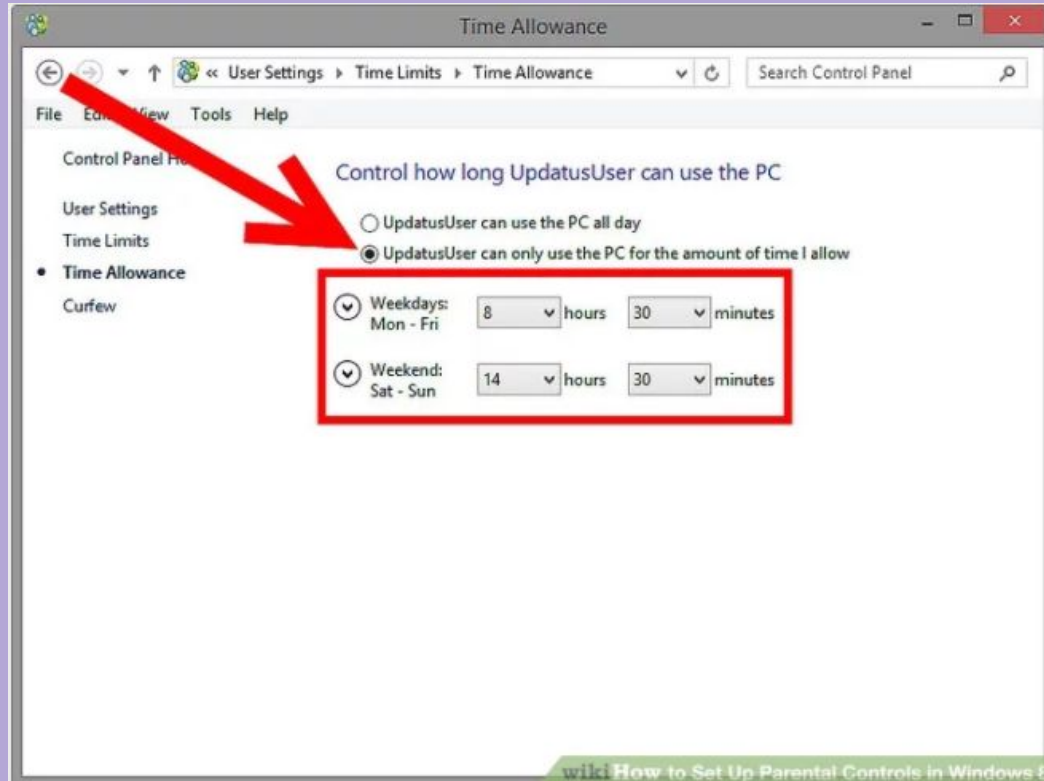 Time Allowance
« User Settings ▸ Time Limits ▸ Time Allowance
Search Control Panel
File
View
Tools
Help
Control Panel
User Settings
Time Limits
• Time Allowance
Curfew
Control how long UpdatusUser can use the PC
UpdatusUser can use the PC all day
UpdatusUser can only use the PC for the amount of time I allow
Weekdays:
Mon - Fri
8 hours 30 minutes
Weekend:
Sat - Sun
14 hours 30 minutes
wikiHow to Set Up Parental Controls in Windows 8